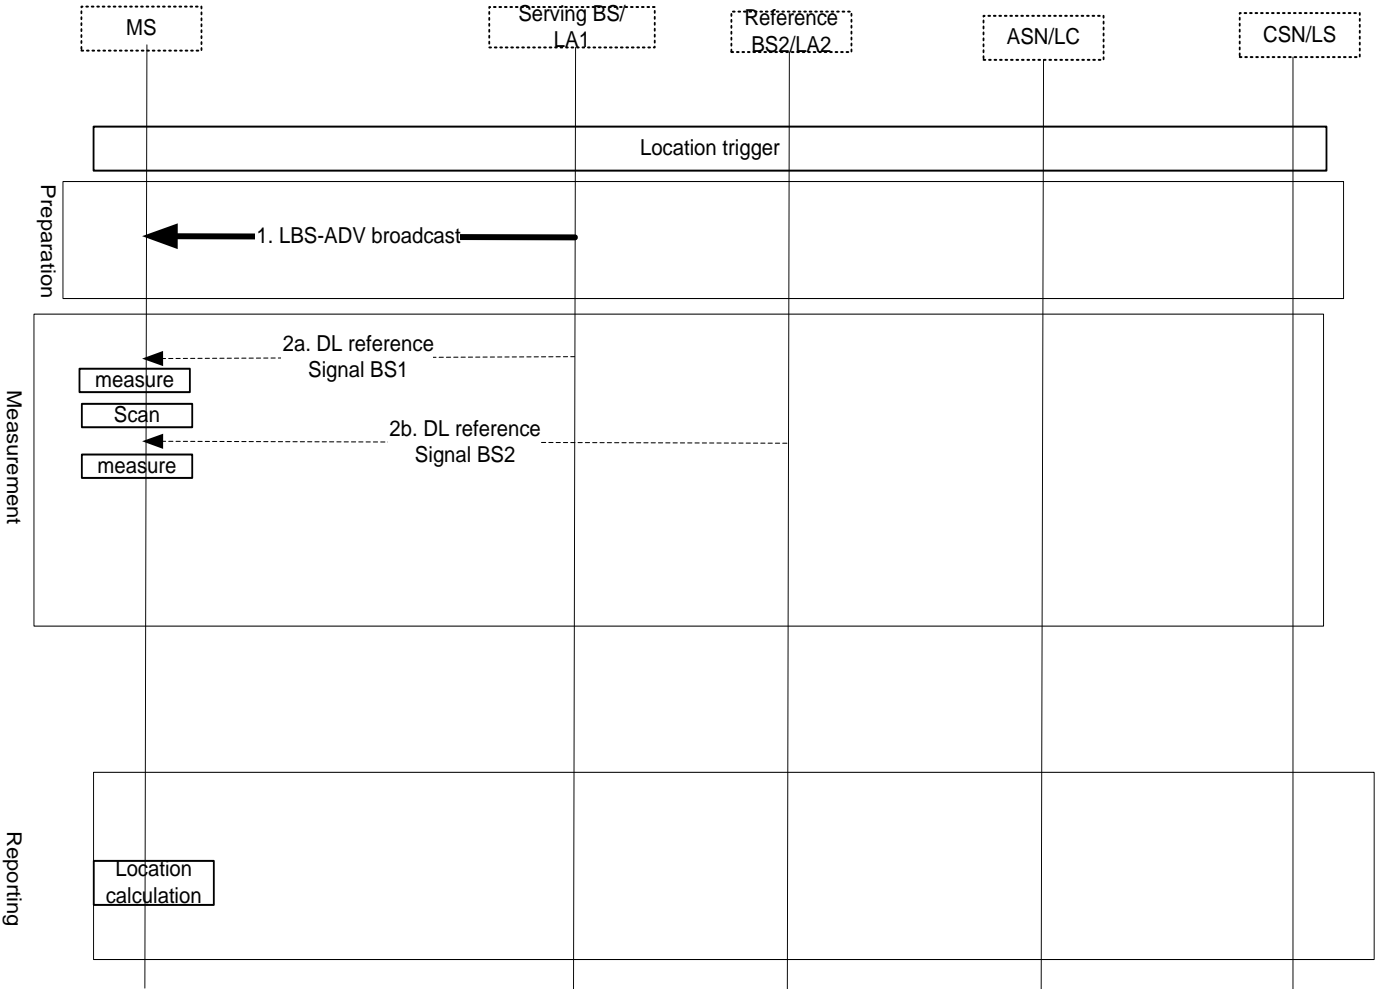 MS
Serving BS/
LA1
Reference
BS2/LA2
ASN/LC
CSN/LS
Location trigger
Preparation
1. LBS-ADV broadcast
Measurement
2a. DL reference
Signal BS1
measure
Scan
2b. DL reference
Signal BS2
measure
Reporting
Location
calculation